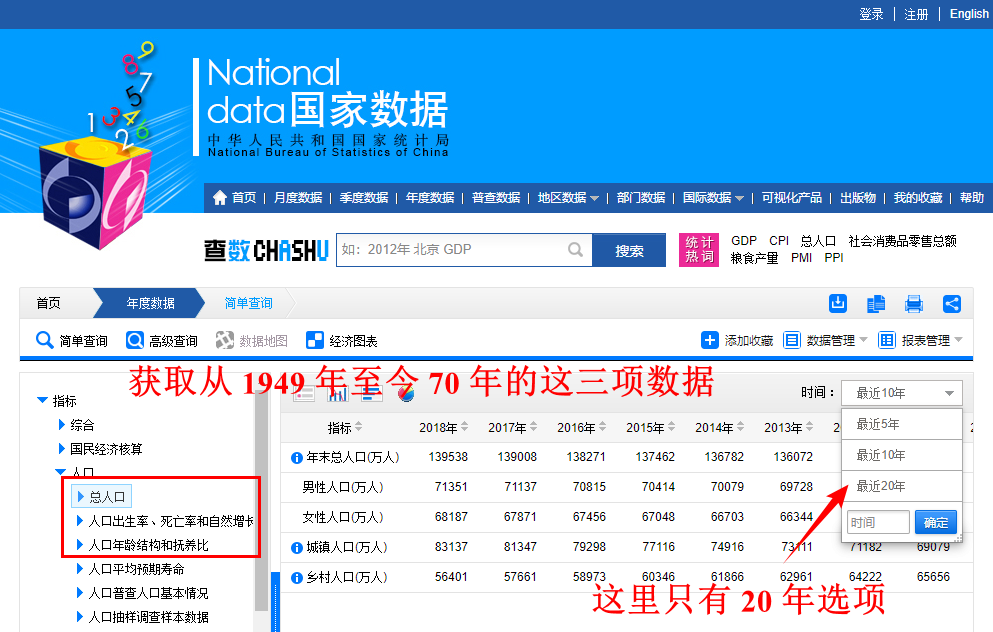 登录 | 注册 | English
8 9
7
5
1 3 4
2 6
National
data国家数据
中华人民共和国国家统计局
National Bureau of Statistics of China
首页 | 月度数据 | 季度数据 | 年度数据 | 普查数据 | 地区数据 | 部门数据 | 国际数据 | 可视化产品 | 出版物 | 我的收藏 | 帮助
查数CHASHU
如：2012年 北京 GDP
搜索
统计热词
GDP CPI 总人口 社会消费品零售总额
粮食产量 PMI PPI
首页 年度数据 简单查询
简单查询 高级查询 数据地图 经济图表 添加收藏 数据管理 报表管理
获取从 1949 年至今 70 年的这三项数据
时间：
最近10年
最近5年
最近10年
最近20年
时间 确定
指标
综合
国民经济核算
人口
总人口
人口出生率、死亡率和自然增长
人口年龄结构和抚养比
人口平均预期寿命
人口普查人口基本情况
人口抽样调查样本数据
指标 2018年 2017年 2016年 2015年 2014年 2013年
年末总人口(万人) 139538 139008 138271 137462 136782 136072
男性人口(万人) 71351 71137 70815 70414 70079 69728
女性人口(万人) 68187 67871 67456 67048 66703 66344
城镇人口(万人) 83137 81347 79298 77116 74916 73111 71182 69079
乡村人口(万人) 56401 57661 58973 60346 61866 62961 64222 65656
这里只有 20 年选项